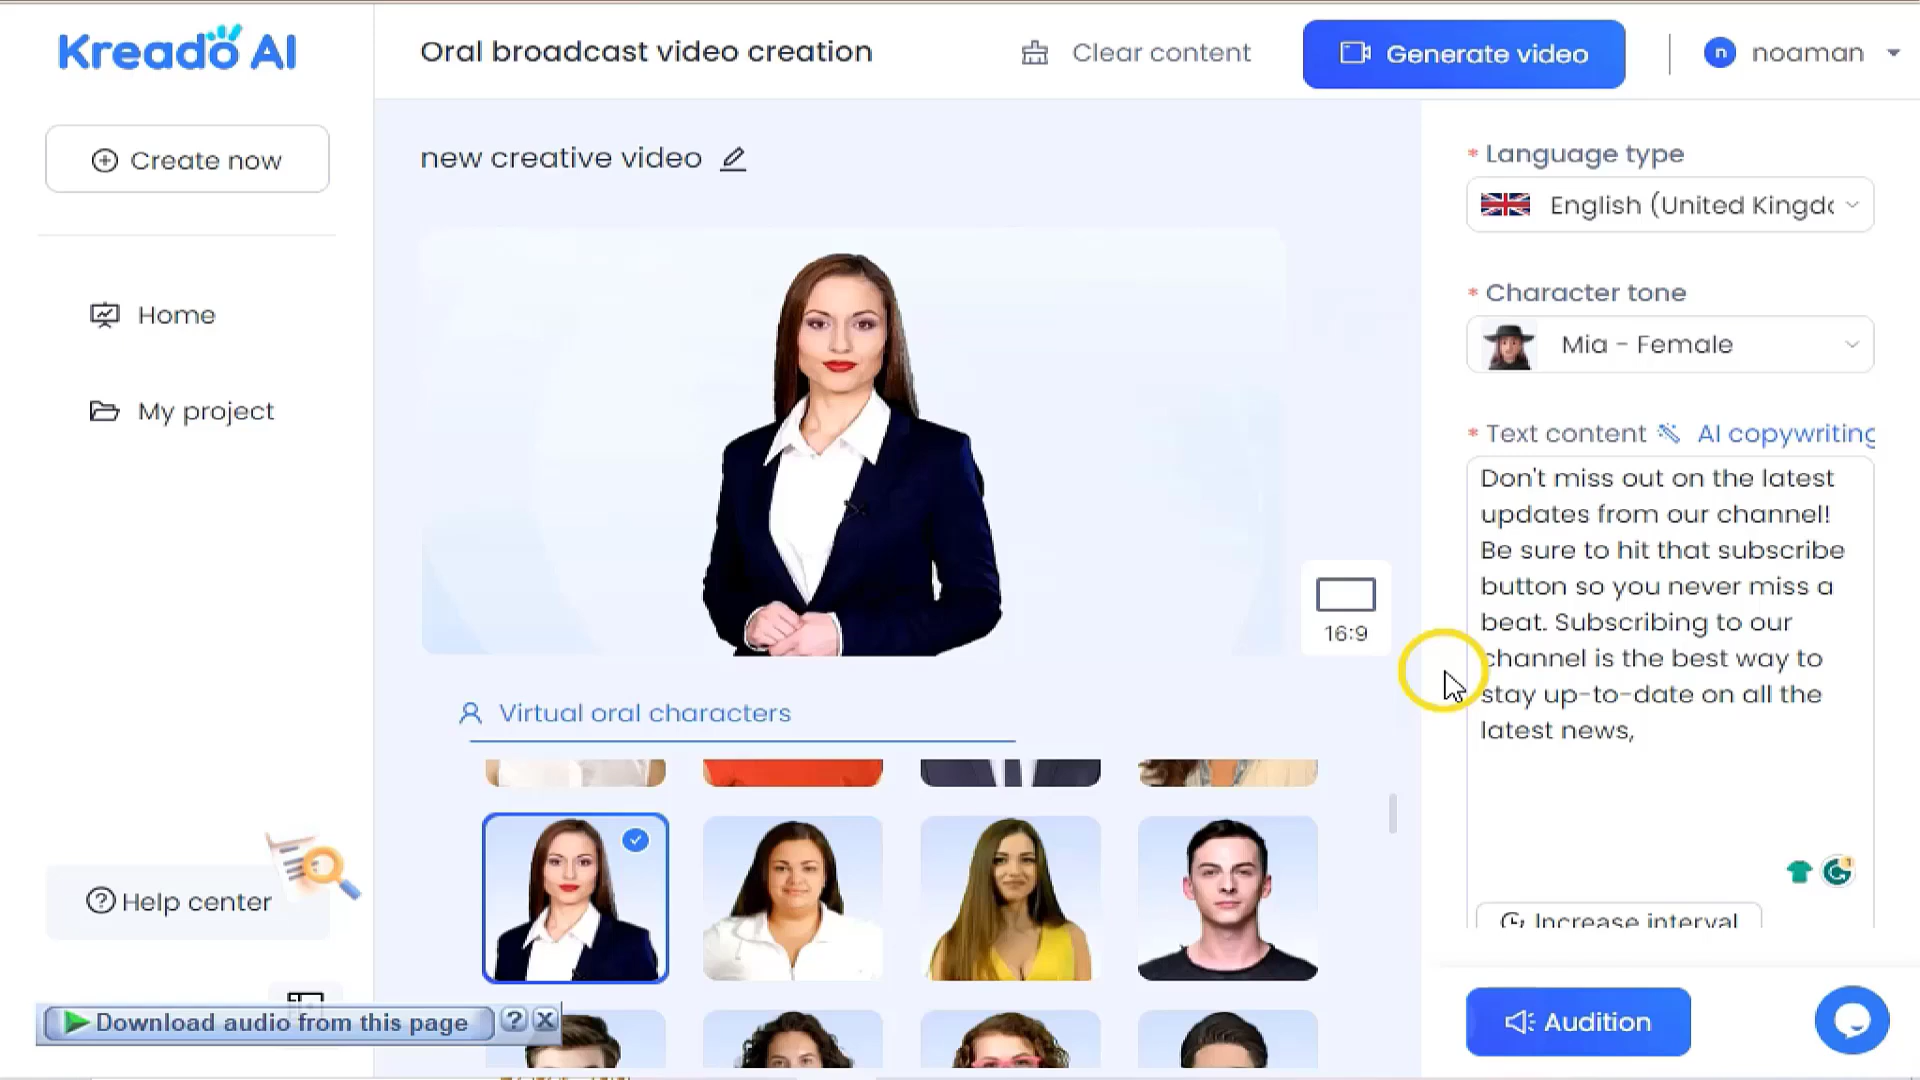 Kreado AI
Oral broadcast video creation
Clear content
Generate video
n
noaman
Create now
new creative video
* Language type
English (United Kingdo
Home
* Character tone
Mia - Female
My project
* Text content
AI copywriting
Don't miss out on the latest
updates from our channel!
Be sure to hit that subscribe
button so you never miss a
beat. Subscribing to our
channel is the best way to
stay up-to-date on all the
latest news,
16:9
Virtual oral characters
Help center
1
Increase interval
Download audio from this page
?
Audition